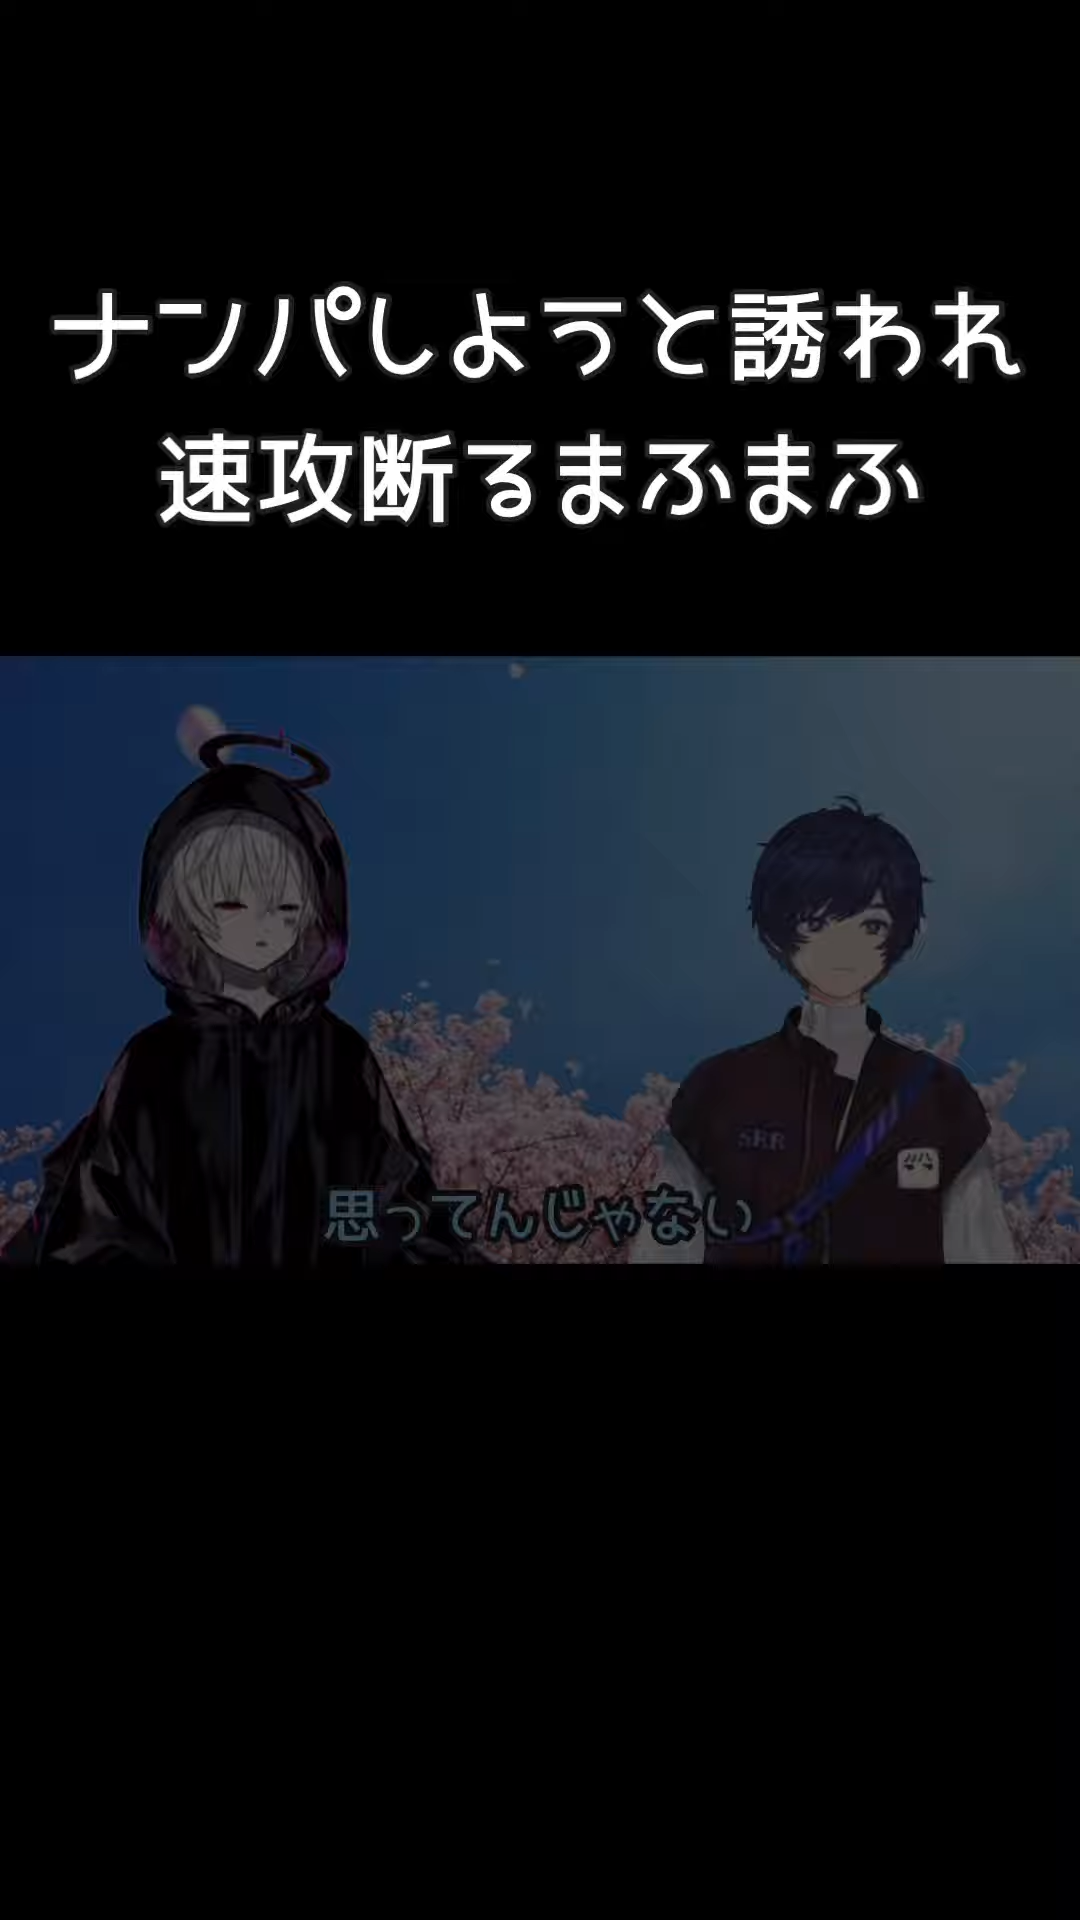 ナンパしようと誘われ
速攻断るまふまふ
SRR
思ってんじゃない